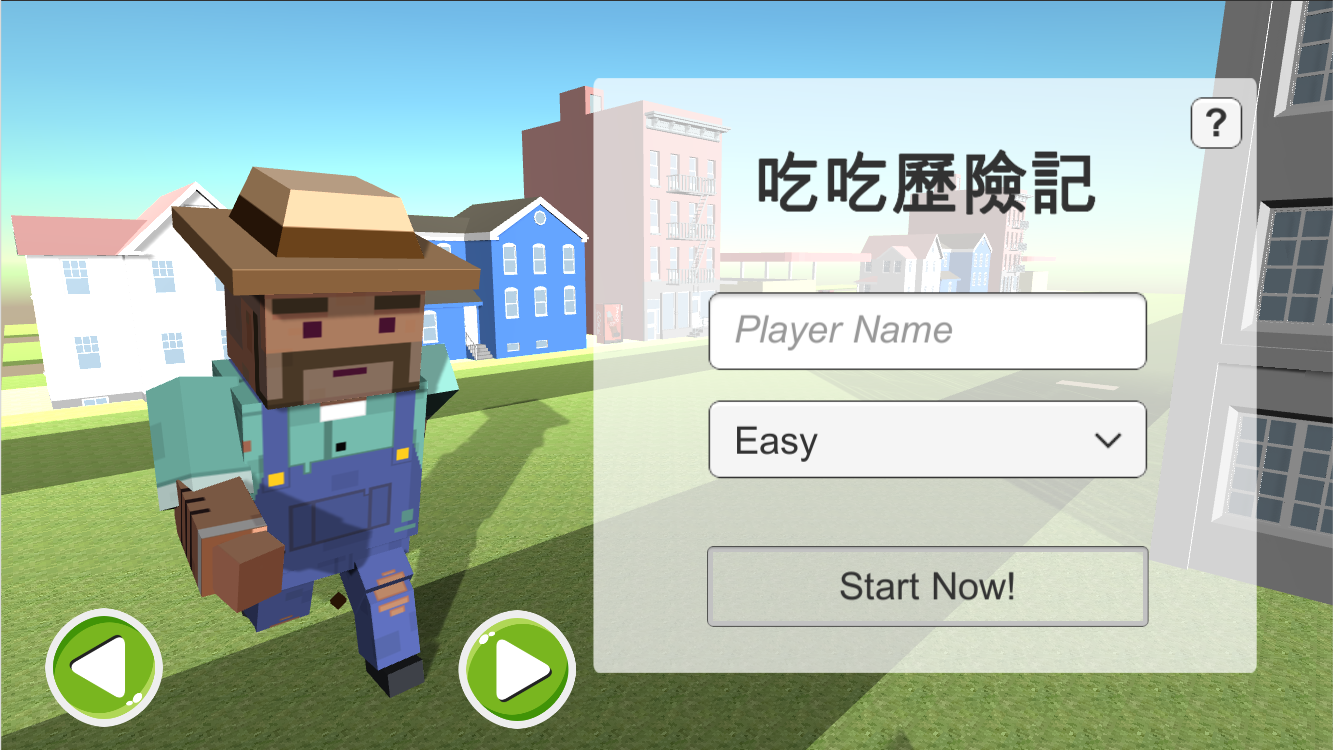 ?
吃吃歷險記
Player Name
Easy
Start Now!